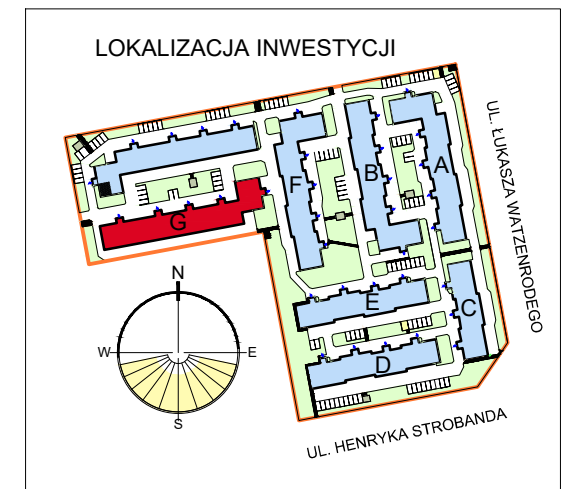 LOKALIZACJA INWESTYCJI
UL. ŁUKASZA WATZENRODEGO
A
B
F
G
N
E
C
W
E
D
S
UL. HENRYKA STROBANDA